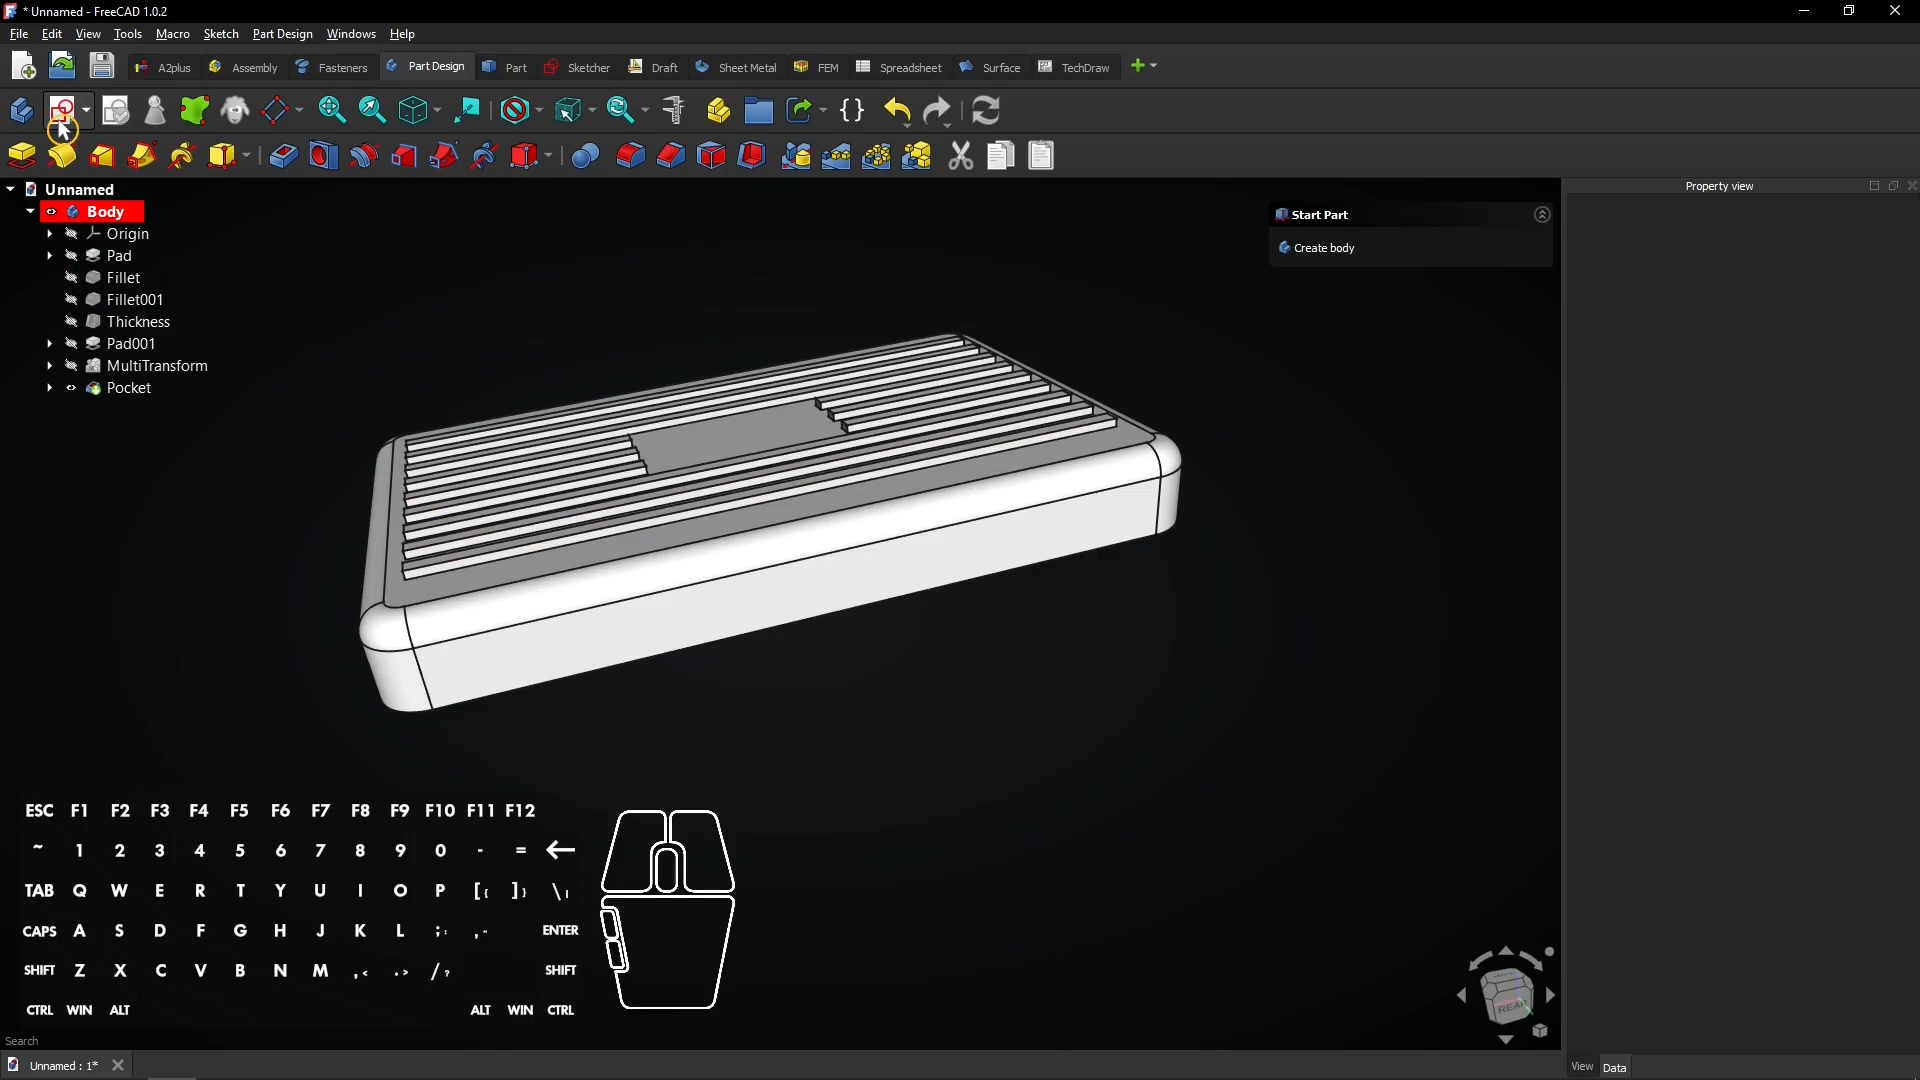 * Unnamed - FreeCAD 1.0.2
File Edit View Tools Macro Sketch Part Design Windows Help
A2plus Assembly Fasteners Part Design Part Sketcher Draft Sheet Metal FEM Spreadsheet Surface TechDraw
Unnamed
Body
Origin
Pad
Fillet
Fillet001
Thickness
Pad001
MultiTransform
Pocket
Start Part
Create body
Property view
ESC F1 F2 F3 F4 F5 F6 F7 F8 F9 F10 F11 F12
~ 1 2 3 4 5 6 7 8 9 0 - =
TAB Q W E R T Y U I O P [{ ]} \|
CAPS A S D F G H J K L ;: ,“ ENTER
SHIFT Z X C V B N M ,< .> /? SHIFT
CTRL WIN ALT ALT WIN CTRL
REAR
Search
Unnamed : 1*
View Data